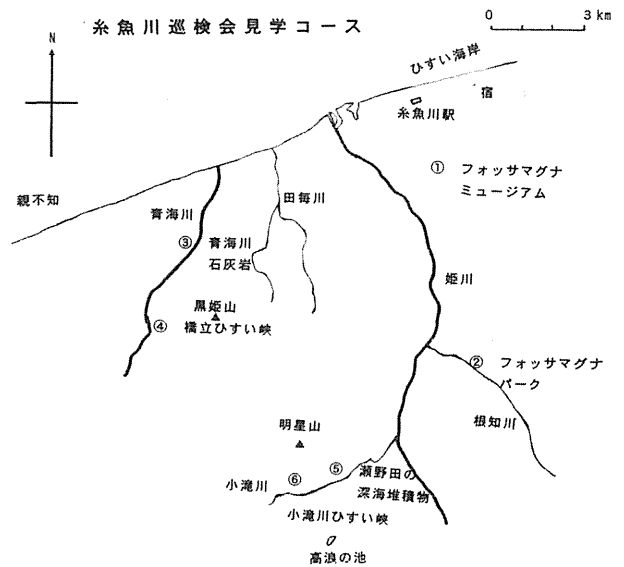 糸魚川巡検会見学コース
0 3 km
N
ひすい海岸
宿
糸魚川駅
① フォッサマグナ
ミュージアム
親不知
田毎川
青海川
③ 青海川
石灰岩
姫川
黒姫山
④ 橋立ひすい峡
② フォッサマグナ
パーク
根知川
明星山
⑤ 瀬野田の
深海堆積物
小滝川 ⑥
小滝川ひすい峡
高浪の池